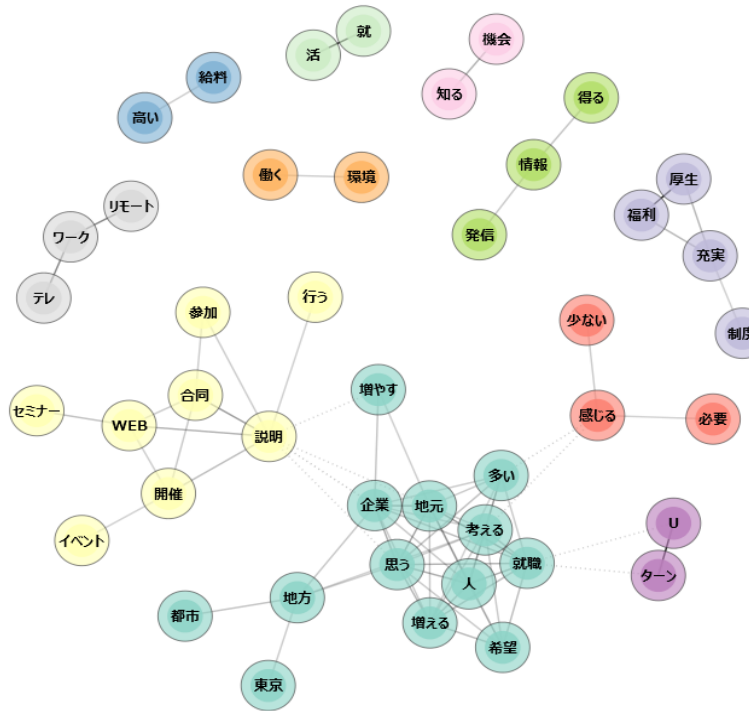 就
活
機会
知る
給料
高い
得る
情報
発信
働く
環境
厚生
福利
充実
制度
リモート
ワーク
テレ
参加
行う
合同
セミナー
WEB
説明
開催
イベント
増やす
少ない
感じる
必要
多い
企業
地元
考える
思う
人
就職
増える
希望
地方
都市
東京
U
ターン